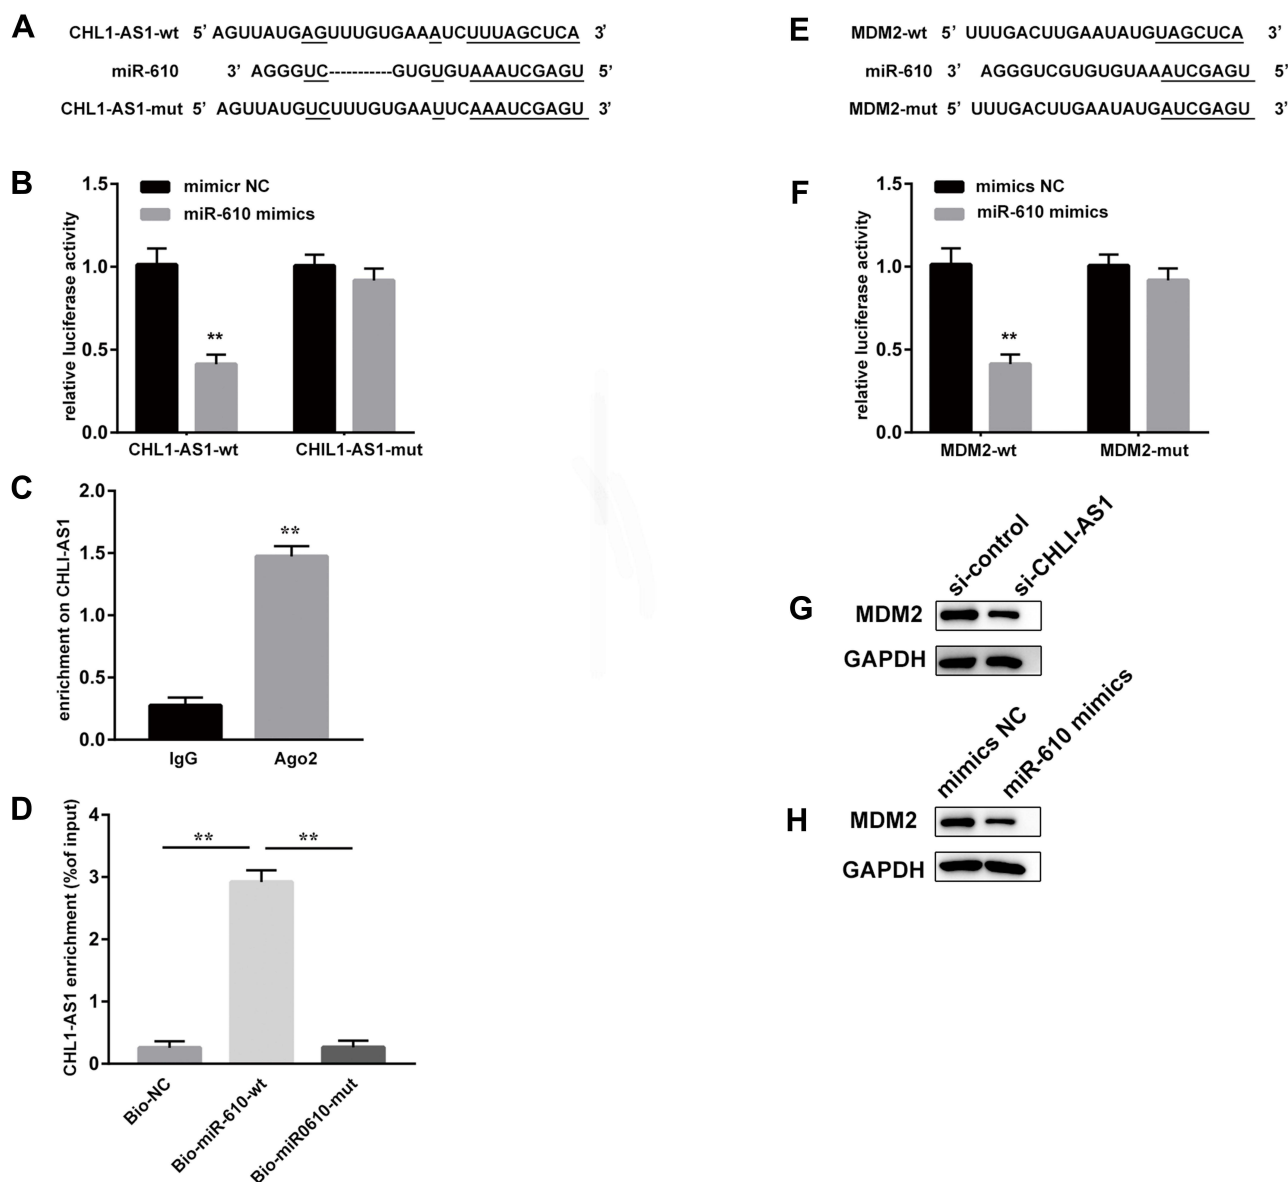 A
CHL1-AS1-wt 5’ AGUUAUGAGUUUGUGAAAUCUUUAGCUCA 3’
miR-610 3’ AGGGUC-----------GUGUGUAAAUCGAGU 5’
CHL1-AS1-mut 5’ AGUUAUGUCUUUGUGAAUUCAAAUCGAGU 3’
B
relative luciferase activity
1.5
1.0
0.5
0.0
mimicr NC
miR-610 mimics
**
CHL1-AS1-wt
CHIL1-AS1-mut
C
enrichment on CHLI-AS1
2.0
1.5
1.0
0.5
0.0
**
IgG
Ago2
D
CHL1-AS1 enrichment (%of input)
4
3
2
1
0
**
**
Bio-NC
Bio-miR-610-wt
Bio-miR0610-mut
E
MDM2-wt 5’ UUUGACUUGAAUAUGUAGCUCA 3’
miR-610 3’ AGGGUCGUGUGUAAAUCGAGU 5’
MDM2-mut 5’ UUUGACUUGAAUAUGAUCGAGU 3’
F
relative luciferase activity
1.5
1.0
0.5
0.0
mimics NC
miR-610 mimics
**
MDM2-wt
MDM2-mut
G
si-control
si-CHLI-AS1
MDM2
GAPDH
H
mimics NC
miR-610 mimics
MDM2
GAPDH